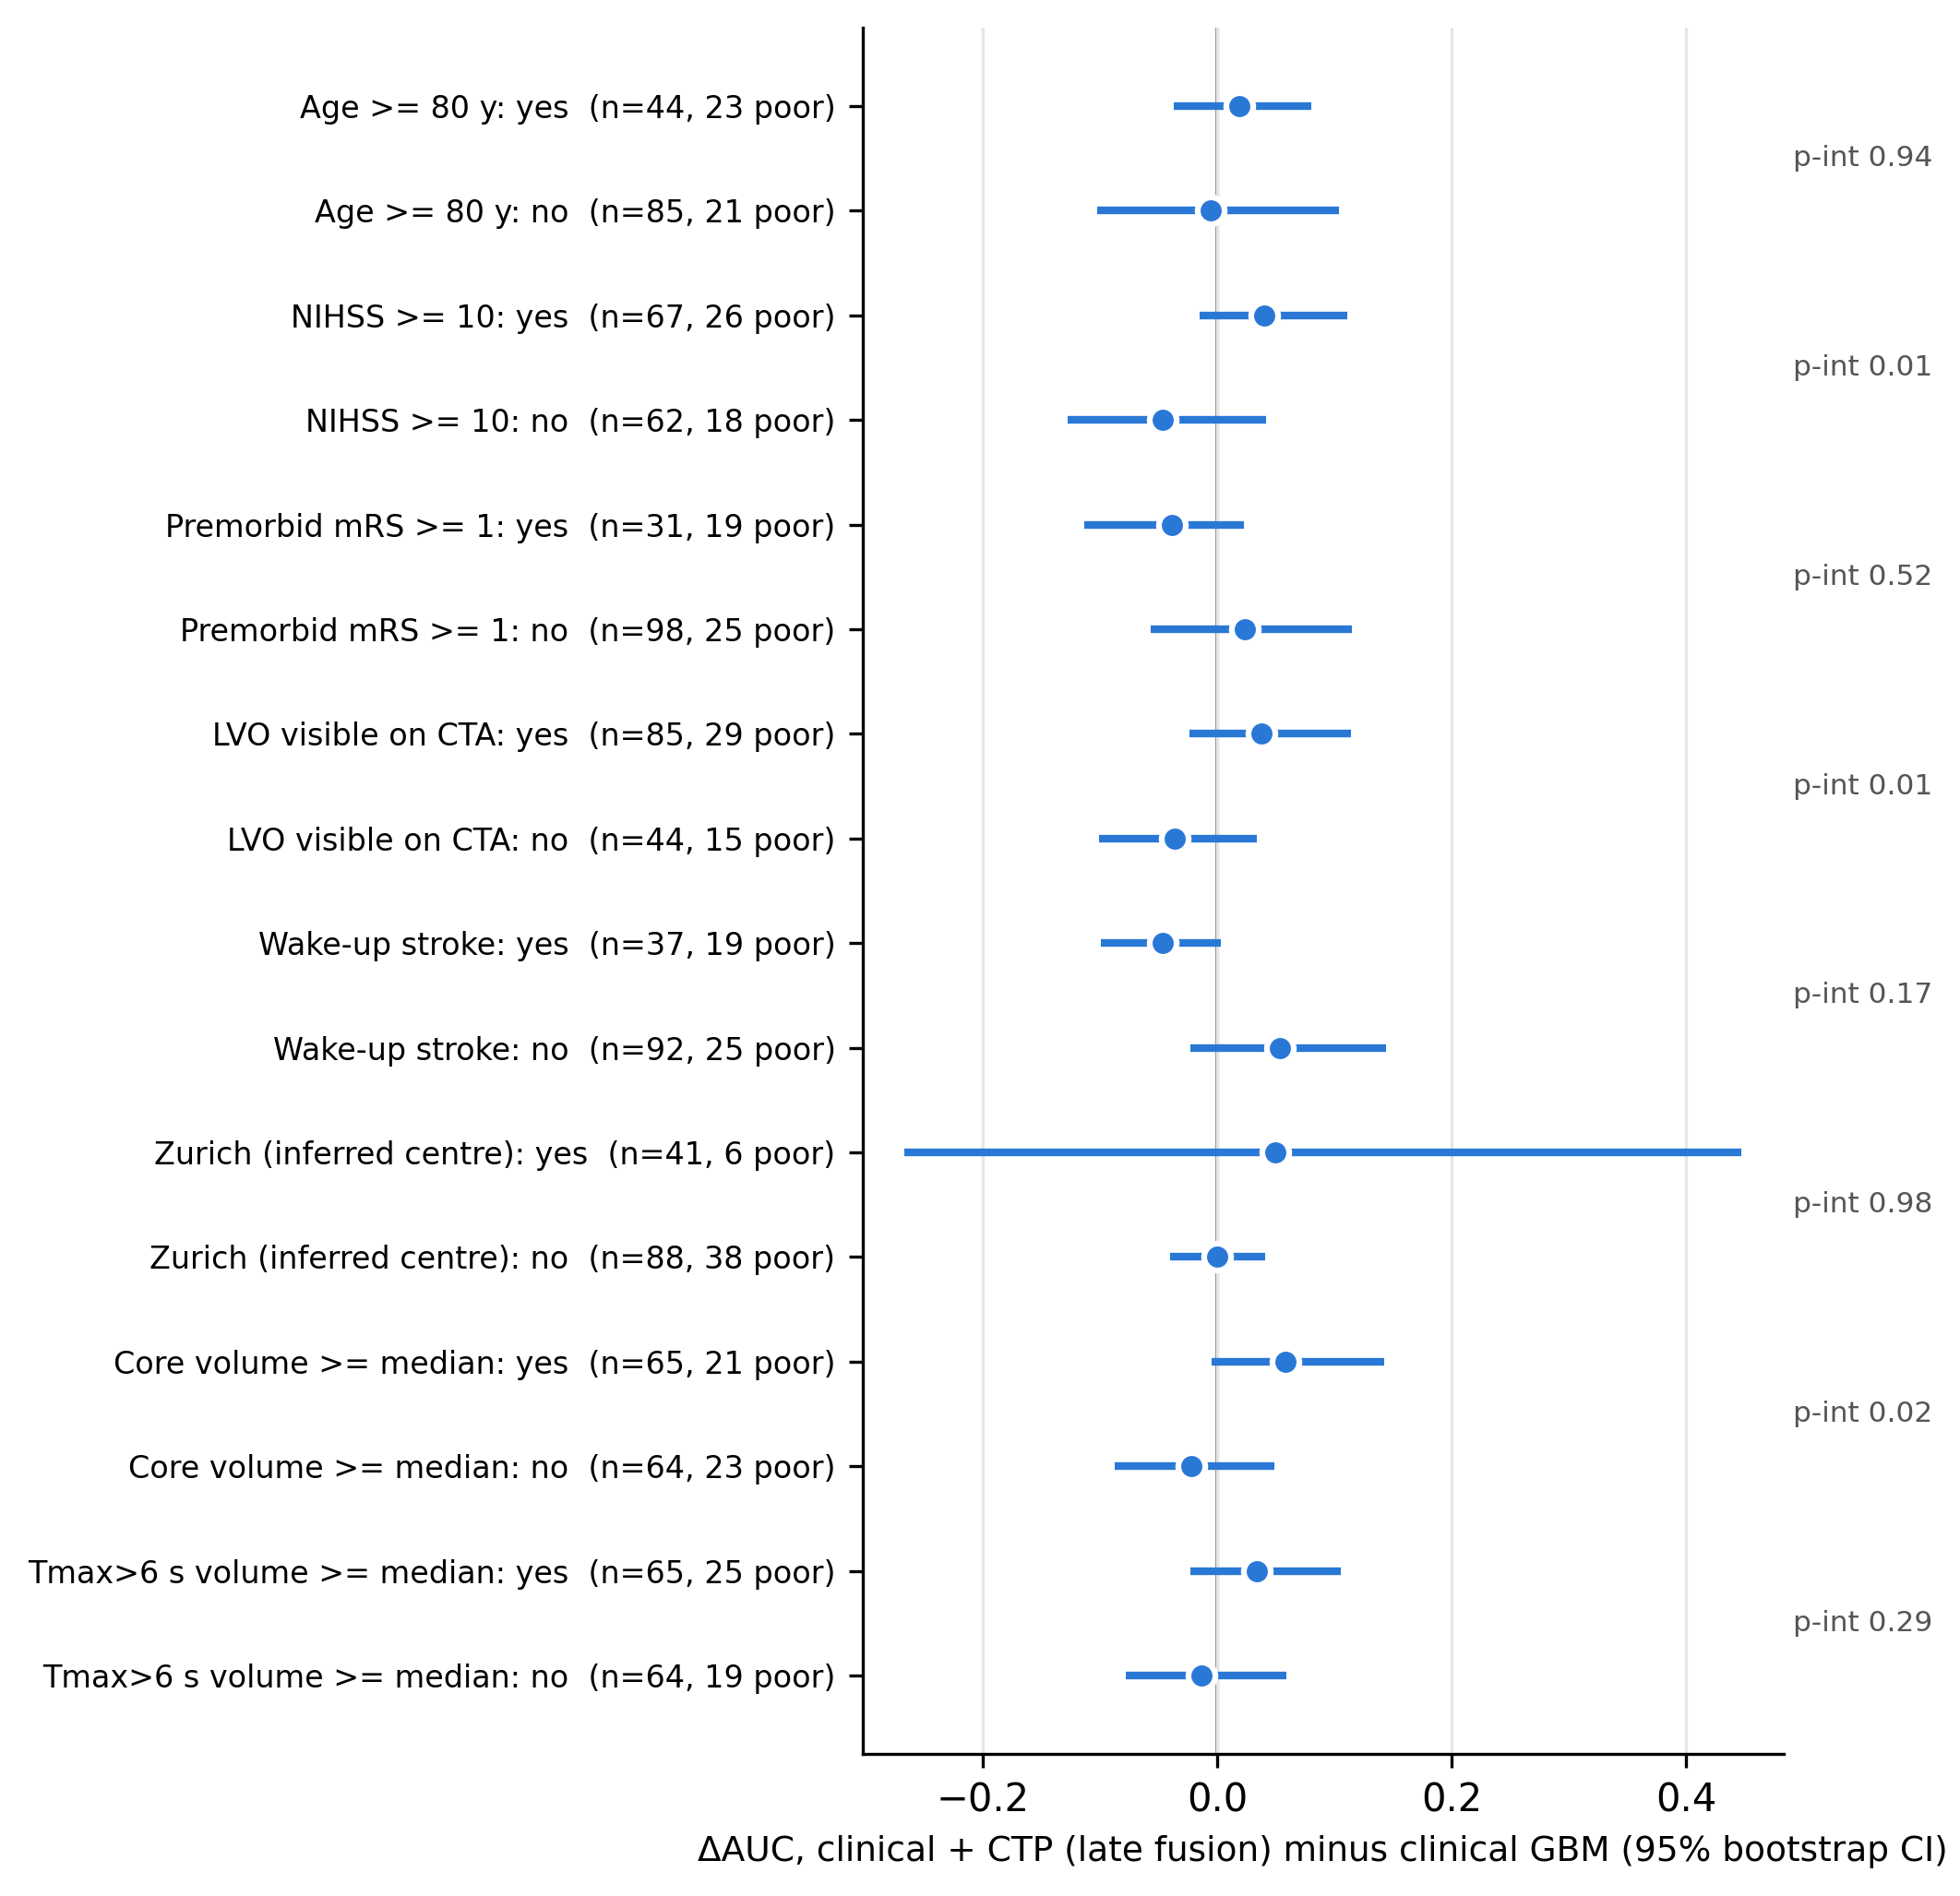 Age >= 80 y: yes  (n=44, 23 poor)
p-int 0.94
Age >= 80 y: no  (n=85, 21 poor)
NIHSS >= 10: yes  (n=67, 26 poor)
p-int 0.01
NIHSS >= 10: no  (n=62, 18 poor)
Premorbid mRS >= 1: yes  (n=31, 19 poor)
p-int 0.52
Premorbid mRS >= 1: no  (n=98, 25 poor)
LVO visible on CTA: yes  (n=85, 29 poor)
p-int 0.01
LVO visible on CTA: no  (n=44, 15 poor)
Wake-up stroke: yes  (n=37, 19 poor)
p-int 0.17
Wake-up stroke: no  (n=92, 25 poor)
Zurich (inferred centre): yes  (n=41, 6 poor)
p-int 0.98
Zurich (inferred centre): no  (n=88, 38 poor)
Core volume >= median: yes  (n=65, 21 poor)
p-int 0.02
Core volume >= median: no  (n=64, 23 poor)
Tmax>6 s volume >= median: yes  (n=65, 25 poor)
p-int 0.29
Tmax>6 s volume >= median: no  (n=64, 19 poor)
−0.2 0.0 0.2 0.4
ΔAUC, clinical + CTP (late fusion) minus clinical GBM (95% bootstrap CI)